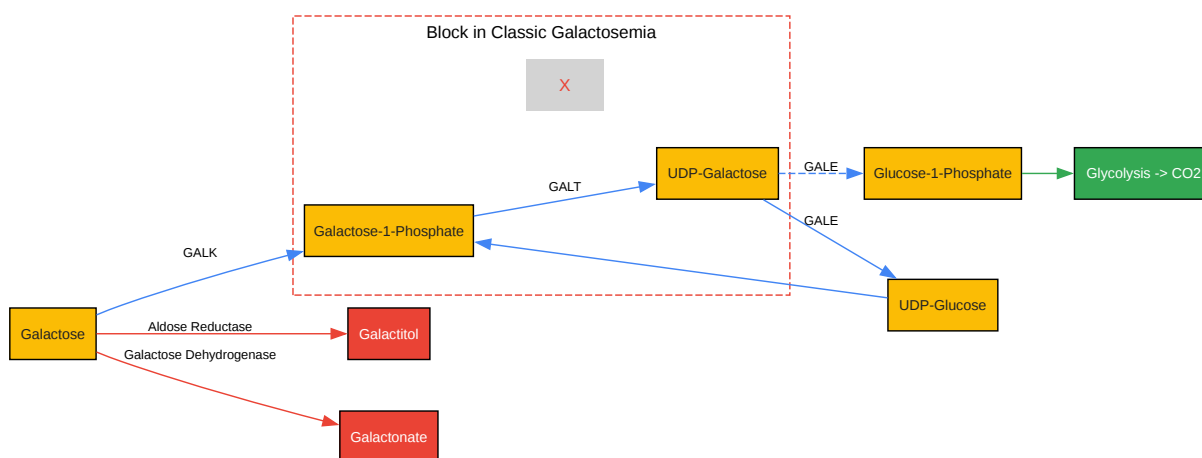 Block in Classic Galactosemia
X
UDP-Galactose
GALE
Glucose-1-Phosphate
Glycolysis -> CO2
GALT
Galactose-1-Phosphate
GALE
GALK
UDP-Glucose
Galactose
Aldose Reductase
Galactitol
Galactose Dehydrogenase
Galactonate